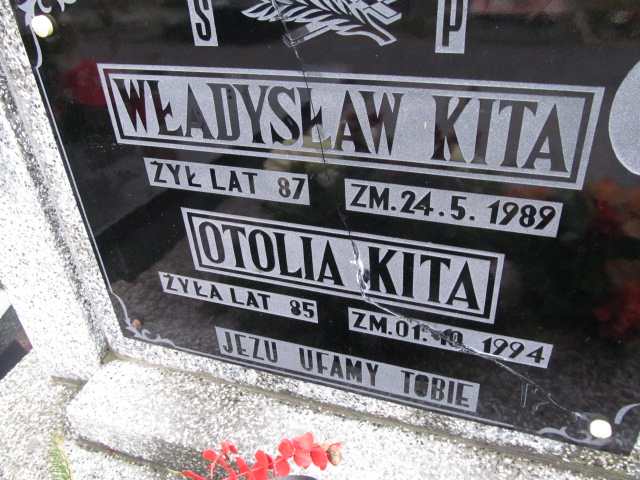 S P
WŁADYSŁAW KITA
ŻYŁ LAT 87 ZM. 24. 5. 1989
OTOLIA KITA
ŻYŁA LAT 85 ZM. 01. 10 1994
JEZU UFAMY TOBIE